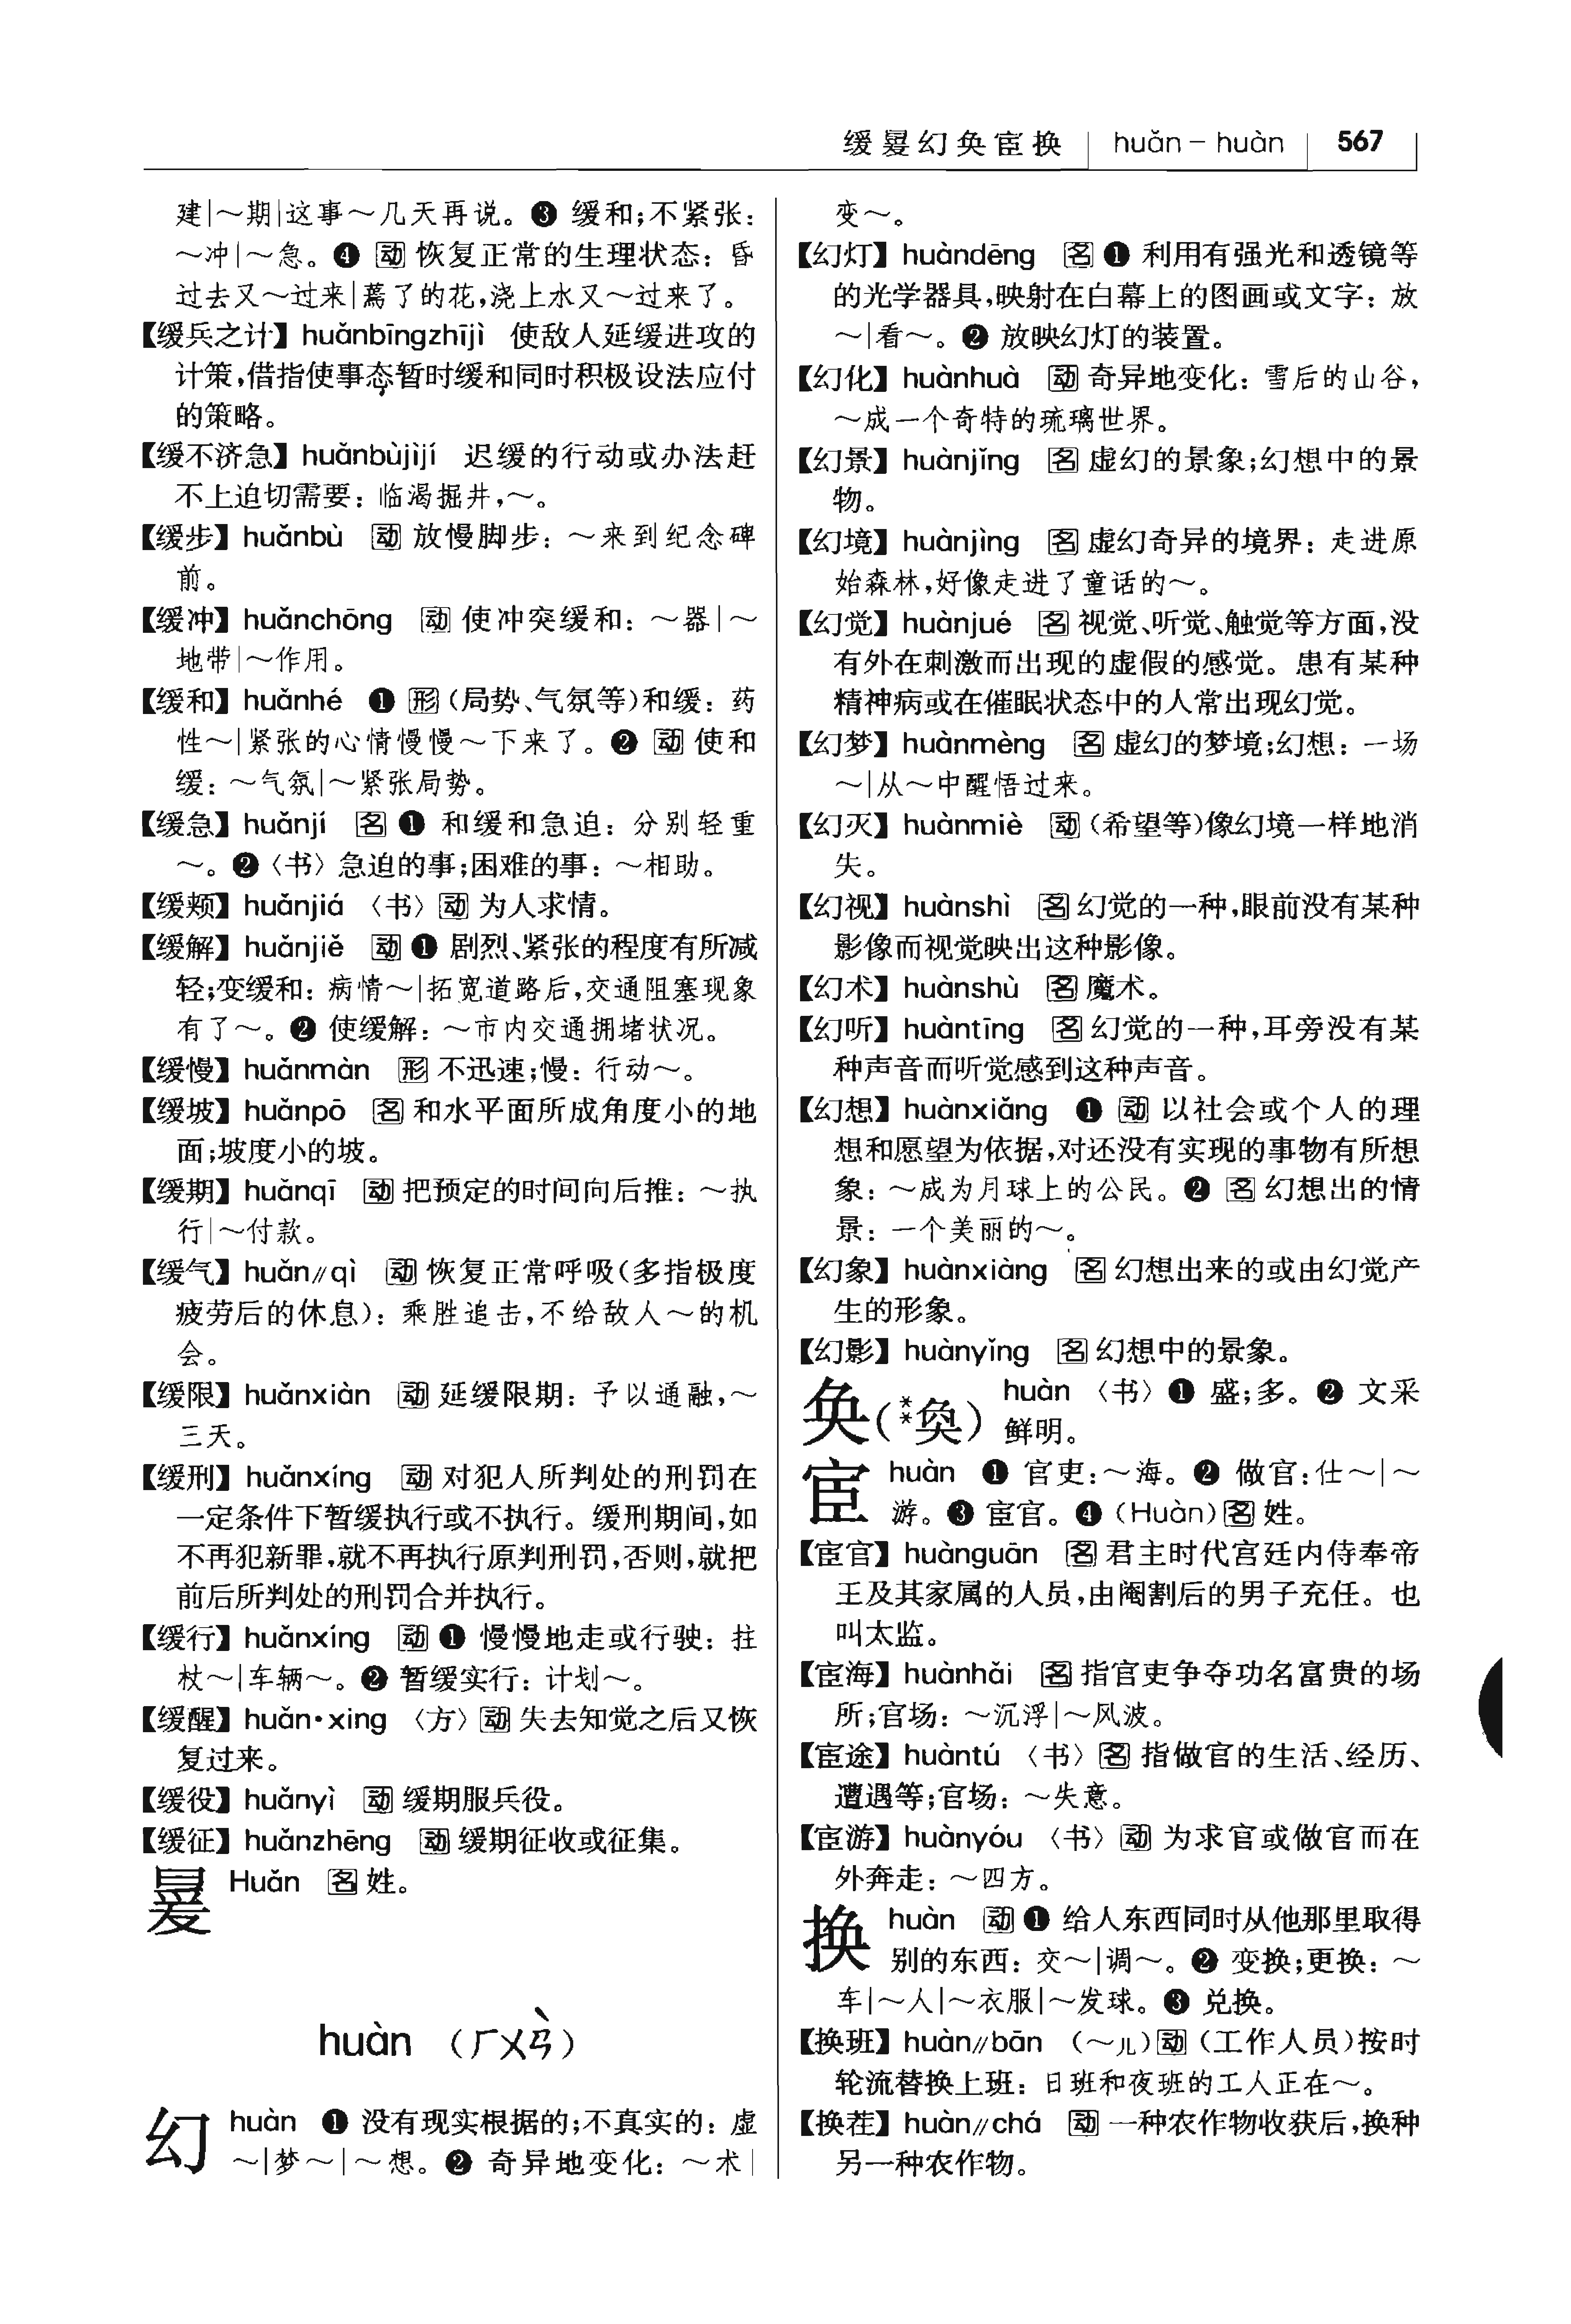 缓㬊幻奂宦换 huǎn–huàn 567
建|～期|这事～几天再说。❸ 缓和;不紧张:
～冲|～急。❹ 动 恢复正常的生理状态: 昏
过去又～过来|蔫了的花,浇上水又～过来了。
【缓兵之计】huǎnbīngzhījì 使敌人延缓进攻的
计策,借指使事态暂时缓和同时积极设法应付
的策略。
【缓不济急】huǎnbùjìjí 迟缓的行动或办法赶
不上迫切需要: 临渴掘井,～。
【缓步】huǎnbù 动 放慢脚步: ～来到纪念碑
前。
【缓冲】huǎnchōng 动 使冲突缓和: ～器|～
地带|～作用。
【缓和】huǎnhé ❶ 形 (局势、气氛等)和缓: 药
性～|紧张的心情慢慢～下来了。❷ 动 使和
缓: ～气氛|～紧张局势。
【缓急】huǎnjí 名 ❶ 和缓和急迫: 分别轻重
～。❷〈书〉急迫的事;困难的事: ～相助。
【缓颊】huǎnjiá 〈书〉动 为人求情。
【缓解】huǎnjiě 动 ❶ 剧烈、紧张的程度有所减
轻;变缓和: 病情～|拓宽道路后,交通阻塞现象
有了～。❷ 使缓解: ～市内交通拥堵状况。
【缓慢】huǎnmàn 形 不迅速;慢: 行动～。
【缓坡】huǎnpō 名 和水平面所成角度小的地
面;坡度小的坡。
【缓期】huǎnqī 动 把预定的时间向后推: ～执
行|～付款。
【缓气】huǎn∥qì 动 恢复正常呼吸(多指极度
疲劳后的休息): 乘胜追击,不给敌人～的机
会。
【缓限】huǎnxiàn 动 延缓限期: 予以通融,～
三天。
【缓刑】huǎnxíng 动 对犯人所判处的刑罚在
一定条件下暂缓执行或不执行。缓刑期间,如
不再犯新罪,就不再执行原判刑罚,否则,就把
前后所判处的刑罚合并执行。
【缓行】huǎnxíng 动 ❶ 慢慢地走或行驶: 拄
杖～|车辆～。❷ 暂缓实行: 计划～。
【缓醒】huǎn•xing 〈方〉动 失去知觉之后又恢
复过来。
【缓役】huǎnyì 动 缓期服兵役。
【缓征】huǎnzhēng 动 缓期征收或征集。
㬊 Huǎn 名 姓。
huàn (ㄏㄨㄢˋ)
幻 huàn ❶ 没有现实根据的;不真实的: 虚
～|梦～|～想。❷ 奇异地变化: ～术|
变～。
【幻灯】huàndēng 名 ❶ 利用有强光和透镜等
的光学器具,映射在白幕上的图画或文字: 放
～|看～。❷ 放映幻灯的装置。
【幻化】huànhuà 动 奇异地变化: 雪后的山谷,
～成一个奇特的琉璃世界。
【幻景】huànjǐng 名 虚幻的景象;幻想中的景
物。
【幻境】huànjìng 名 虚幻奇异的境界: 走进原
始森林,好像走进了童话的～。
【幻觉】huànjué 名 视觉、听觉、触觉等方面,没
有外在刺激而出现的虚假的感觉。患有某种
精神病或在催眠状态中的人常出现幻觉。
【幻梦】huànmèng 名 虚幻的梦境;幻想: 一场
～|从～中醒悟过来。
【幻灭】huànmiè 动 (希望等)像幻境一样地消
失。
【幻视】huànshì 名 幻觉的一种,眼前没有某种
影像而视觉映出这种影像。
【幻术】huànshù 名 魔术。
【幻听】huàntīng 名 幻觉的一种,耳旁没有某
种声音而听觉感到这种声音。
【幻想】huànxiǎng ❶ 动 以社会或个人的理
想和愿望为依据,对还没有实现的事物有所想
象: ～成为月球上的公民。❷ 名 幻想出的情
景: 一个美丽的～。
【幻象】huànxiàng 名 幻想出来的或由幻觉产
生的形象。
【幻影】huànyǐng 名 幻想中的景象。
奂(**奐) huàn 〈书〉❶ 盛;多。❷ 文采
鲜明。
宦 huàn ❶ 官吏:～海。❷ 做官:仕～|～
游。❸ 宦官。❹ (Huàn)名 姓。
【宦官】huànguān 名 君主时代宫廷内侍奉帝
王及其家属的人员,由阉割后的男子充任。也
叫太监。
【宦海】huànhǎi 名 指官吏争夺功名富贵的场
所;官场: ～沉浮|～风波。
【宦途】huàntú 〈书〉名 指做官的生活、经历、
遭遇等;官场: ～失意。
【宦游】huànyóu 〈书〉动 为求官或做官而在
外奔走: ～四方。
换 huàn 动 ❶ 给人东西同时从他那里取得
别的东西: 交～|调～。❷ 变换;更换: ～
车|～人|～衣服|～发球。❸ 兑换。
【换班】huàn∥bān (～儿)动 (工作人员)按时
轮流替换上班: 日班和夜班的工人正在～。
【换茬】huàn∥chá 动 一种农作物收获后,换种
另一种农作物。